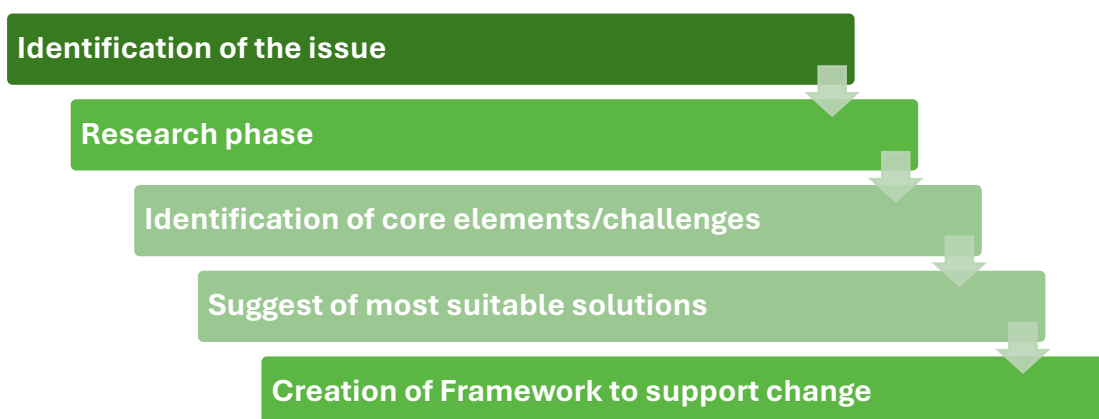 Identification of the issue
Research phase
Identification of core elements/challenges
Suggest of most suitable solutions
Creation of Framework to support change